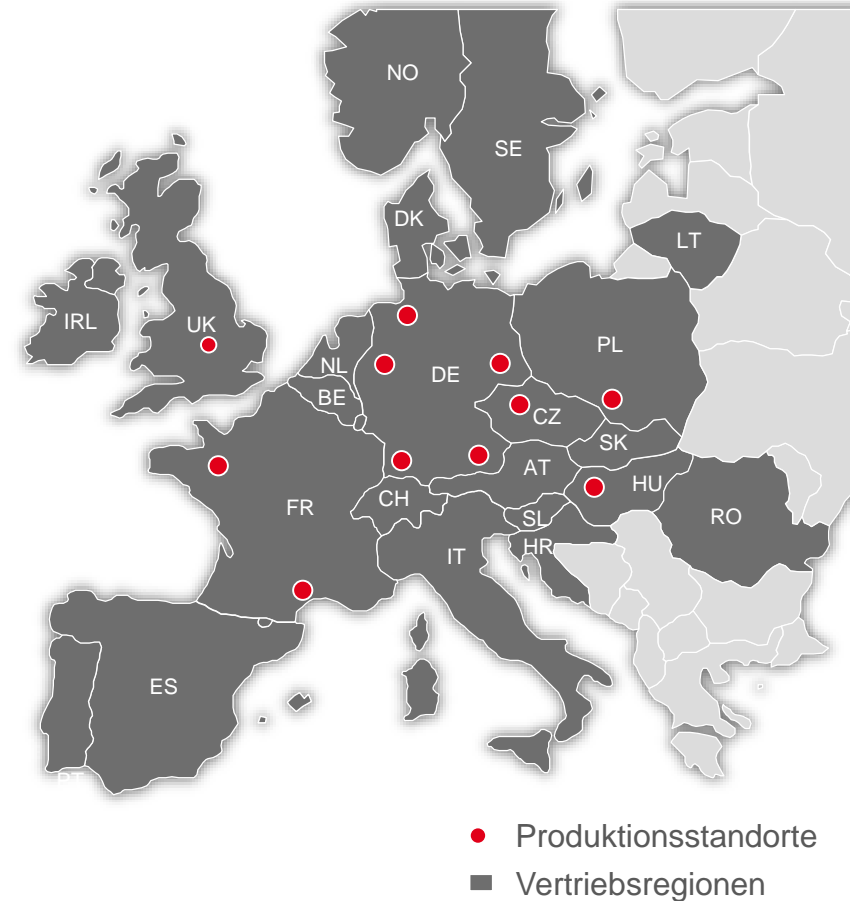 NO
SE
DK
LT
IRL
UK
PL
NL
DE
BE
CZ
SK
AT
HU
CH
FR
SL
RO
HR
IT
ES
PT
Produktionsstandorte
Vertriebsregionen